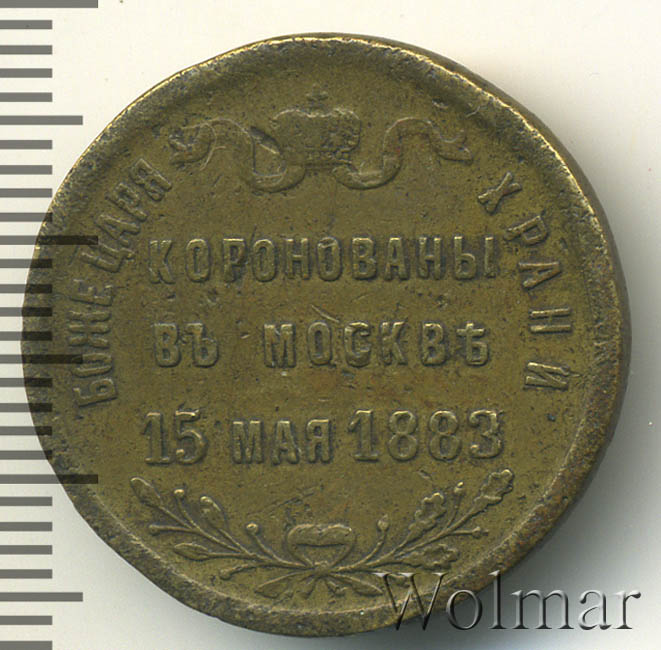 БОЖЕ ЦАРЯ ХРАНИ
КОРОНОВАНЫ
ВЪ МОСКВѢ
15 МАЯ 1883
Wolmar